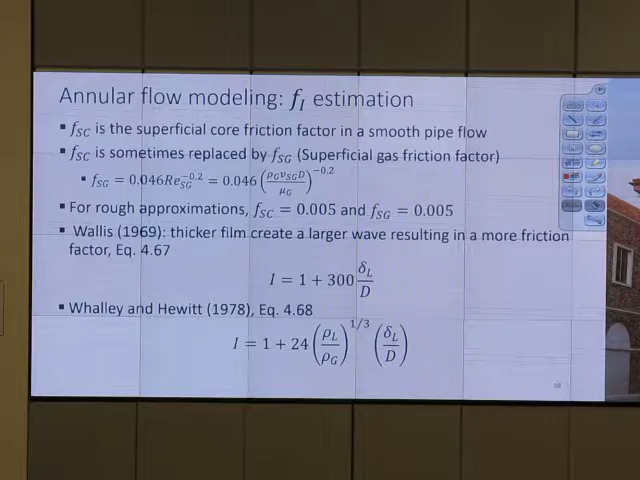 Annular flow modeling: f_I estimation
▪ f_SC is the superficial core friction factor in a smooth pipe flow
▪ f_SC is sometimes replaced by f_SG (Superficial gas friction factor)
▪ f_SG = 0.046Re_SG^−0.2 = 0.046 (ρ_G v_SG D / μ_G)^−0.2
▪ For rough approximations, f_SC = 0.005 and f_SG = 0.005
▪ Wallis (1969): thicker film create a larger wave resulting in a more friction
factor, Eq. 4.67
I = 1 + 300 δ_L / D
▪ Whalley and Hewitt (1978), Eq. 4.68
I = 1 + 24 (ρ_L / ρ_G)^1/3 (δ_L / D)